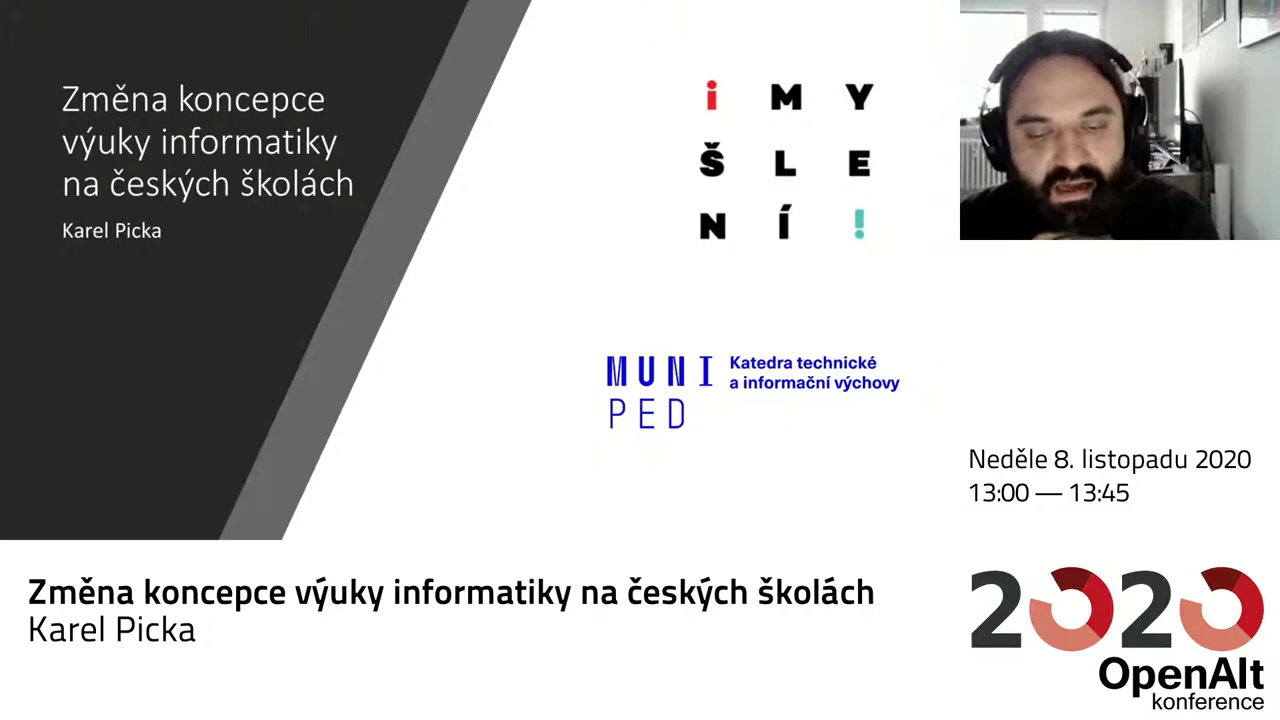 Změna koncepce
výuky informatiky
na českých školách
Karel Picka
i M Y
Š L E
N Í !
MUNI
PED
Katedra technické
a informační výchovy
Neděle 8. listopadu 2020
13:00 — 13:45
Změna koncepce výuky informatiky na českých školách
Karel Picka
2020
OpenAlt
konference